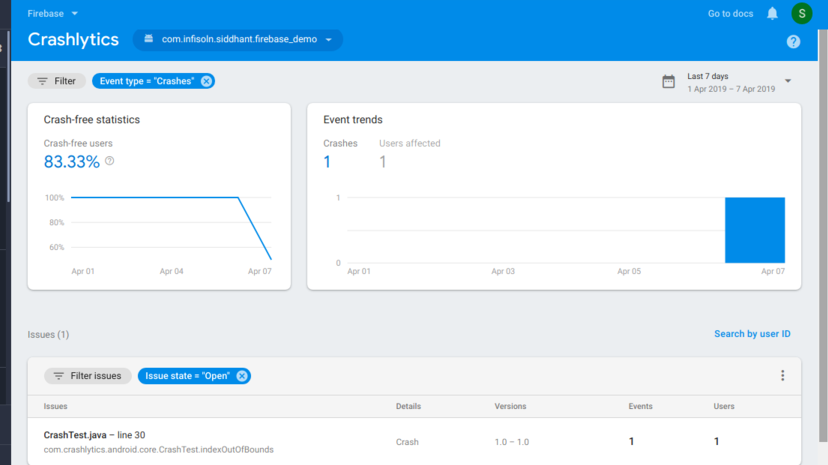 Firebase
Go to docs
S
Crashlytics
com.infisoln.siddhant.firebase_demo
?
Filter
Event type = "Crashes"
Last 7 days
1 Apr 2019 – 7 Apr 2019
Crash-free statistics
Crash-free users
83.33% ?
100%
80%
60%
Apr 01 Apr 04 Apr 07
Event trends
Crashes Users affected
1 1
1
0
Apr 01 Apr 03 Apr 05 Apr 07
Issues (1)
Search by user ID
Filter issues
Issue state = "Open"
Issues Details Versions Events Users
CrashTest.java – line 30
com.crashlytics.android.core.CrashTest.indexOutOfBounds
Crash 1.0 – 1.0 1 1